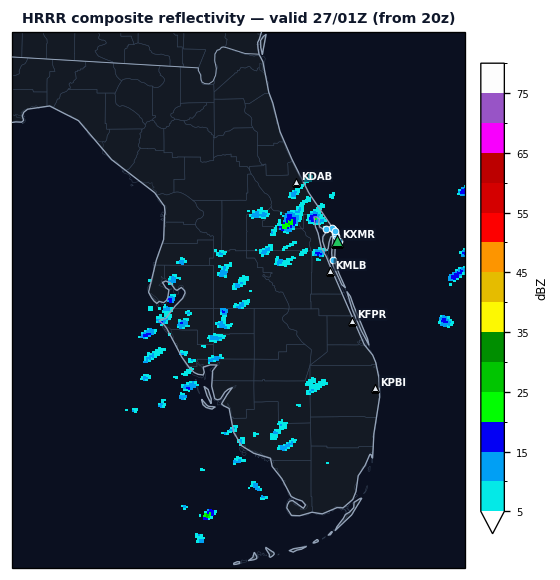 HRRR composite reflectivity — valid 27/01Z (from 20z)
KDAB
KXMR
KMLB
KFPR
KPBI
75
65
55
45
35
25
15
5
dBZ